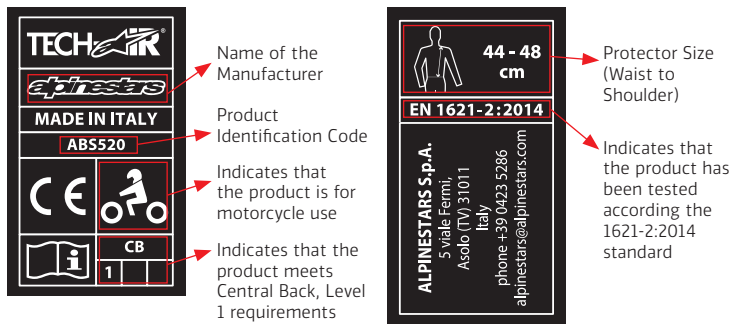 TECH-AIR®
alpinestars
MADE IN ITALY
ABS520
CE
i
CB
1
Name of the
Manufacturer
Product
Identification Code
Indicates that
the product is for
motorcycle use
Indicates that the
product meets
Central Back, Level
1 requirements
44 - 48
cm
EN 1621-2:2014
ALPINESTARS S.p.A.
5 viale Fermi,
Asolo (TV) 31011
Italy
phone +39 0423 5286
alpinestars@alpinestars.com
Protector Size
(Waist to
Shoulder)
Indicates that
the product has
been tested
according the
1621-2:2014
standard